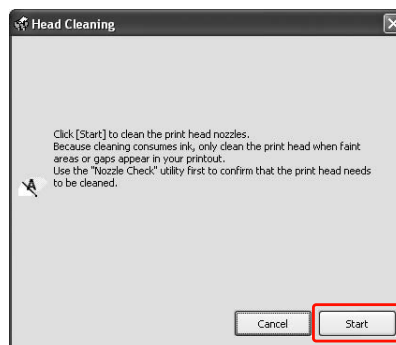 Head Cleaning
Click [Start] to clean the print head nozzles.
Because cleaning consumes ink, only clean the print head when faint
areas or gaps appear in your printout.
Use the "Nozzle Check" utility first to confirm that the print head needs
to be cleaned.
A
Cancel Start